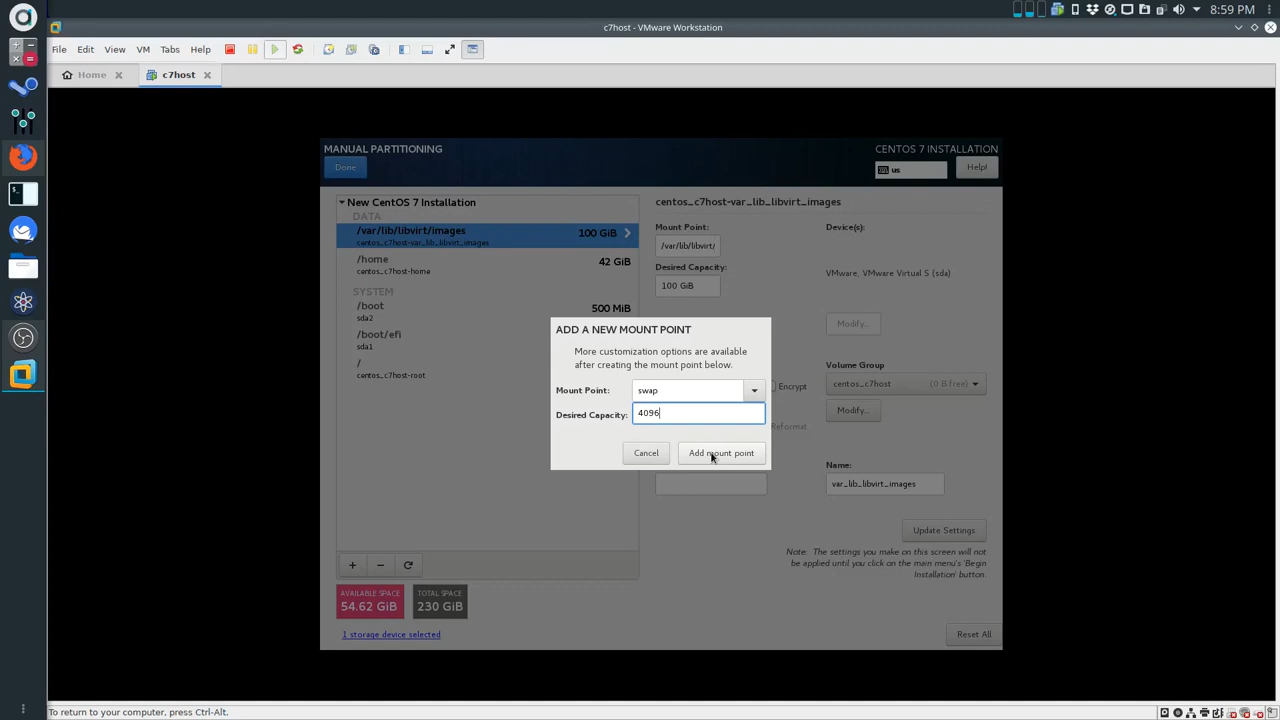 8:59 PM
c7host - VMware Workstation
File Edit View VM Tabs Help
Home c7host
MANUAL PARTITIONING
Done
CENTOS 7 INSTALLATION
us
Help!
New CentOS 7 Installation
DATA
/var/lib/libvirt/images
100 GiB
centos_c7host-var_lib_libvirt_images
/home
42 GiB
centos_c7host-home
SYSTEM
/boot
500 MiB
sda2
/boot/efi
sda1
/
centos_c7host-root
centos_c7host-var_lib_libvirt_images
Mount Point:
/var/lib/libvirt/
Desired Capacity:
100 GiB
Device(s):
VMware, VMware Virtual S (sda)
Modify...
Volume Group
centos_c7host (0 B free)
Modify...
Encrypt
Reformat
Name:
var_lib_libvirt_images
Update Settings
Note: The settings you make on this screen will not
be applied until you click on the main menu's 'Begin
Installation' button.
ADD A NEW MOUNT POINT
More customization options are available
after creating the mount point below.
Mount Point: swap
Desired Capacity: 4096
Cancel Add mount point
+ −
AVAILABLE SPACE
54.62 GiB
TOTAL SPACE
230 GiB
1 storage device selected
Reset All
To return to your computer, press Ctrl-Alt.